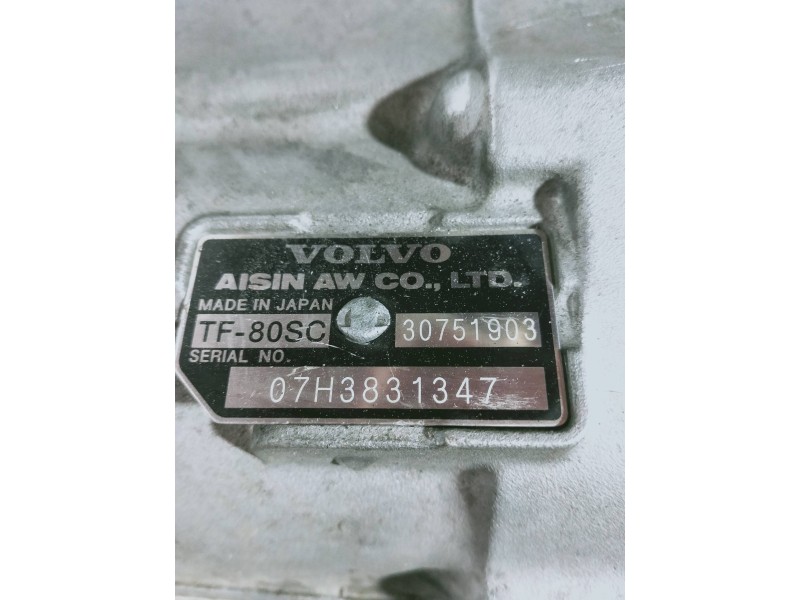 VOLVO
AISIN AW CO., LTD.
MADE IN JAPAN
TF-80SC 30751903
SERIAL NO.
07H3831347